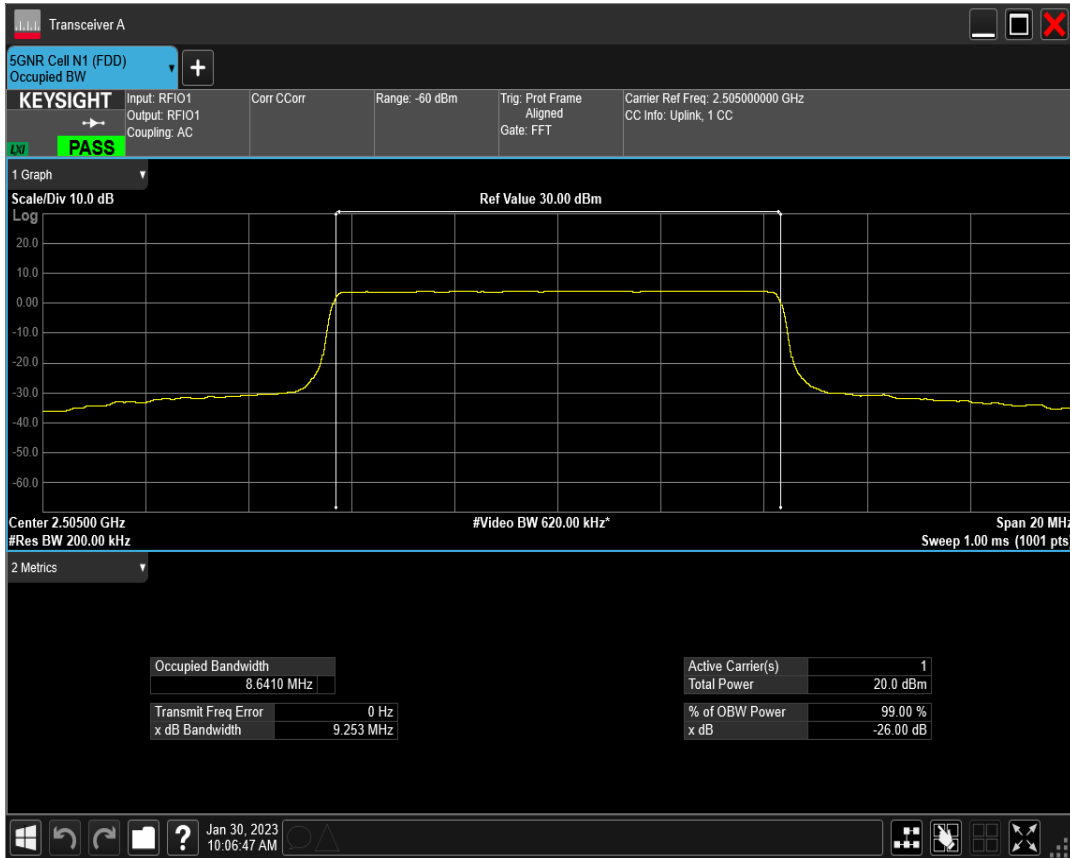 Transceiver A
5GNR Cell N1 (FDD)
Occupied BW
+
KEYSIGHT
LXI
PASS
Input: RFIO1
Output: RFIO1
Coupling: AC
Corr CCorr
Range: -60 dBm
Trig: Prot Frame
Aligned
Gate: FFT
Carrier Ref Freq: 2.505000000 GHz
CC Info: Uplink, 1 CC
1 Graph
Scale/Div 10.0 dB
Ref Value 30.00 dBm
Log
20.0
10.0
0.00
-10.0
-20.0
-30.0
-40.0
-50.0
-60.0
Center 2.50500 GHz
#Video BW 620.00 kHz*
Span 20 MHz
#Res BW 200.00 kHz
Sweep 1.00 ms (1001 pts)
2 Metrics
Occupied Bandwidth
8.6410 MHz
Transmit Freq Error 0 Hz
x dB Bandwidth 9.253 MHz
Active Carrier(s) 1
Total Power 20.0 dBm
% of OBW Power 99.00 %
x dB -26.00 dB
?
Jan 30, 2023
10:06:47 AM